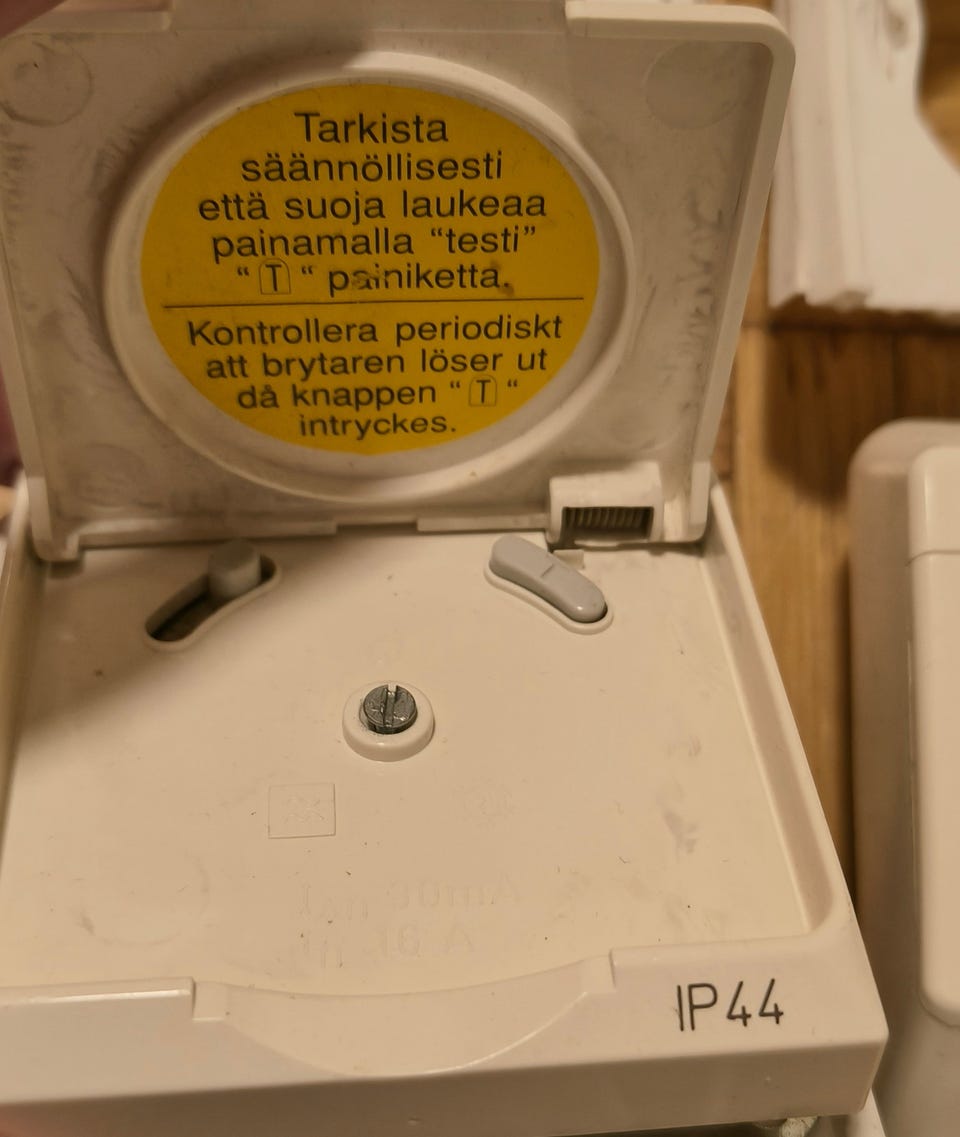 Tarkista
säännöllisesti
että suoja laukeaa
painamalla “testi”
“ T “ painiketta.
Kontrollera periodiskt
att brytaren löser ut
då knappen “ T “
intryckes.
IP44